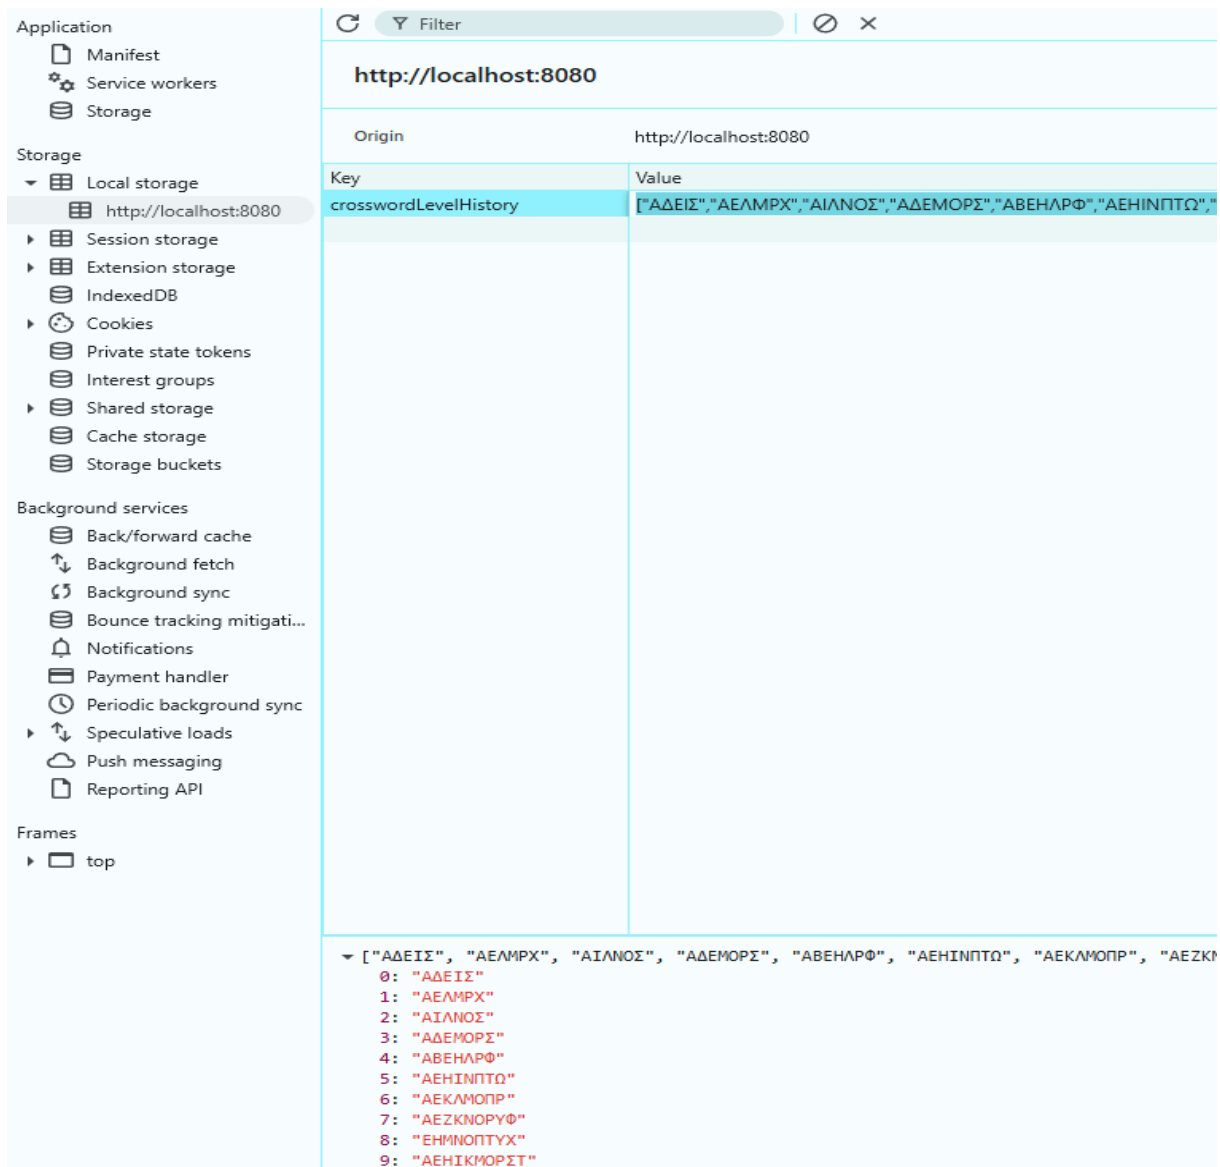 Application
Manifest
Service workers
Storage
Storage
Local storage
http://localhost:8080
Session storage
Extension storage
IndexedDB
Cookies
Private state tokens
Interest groups
Shared storage
Cache storage
Storage buckets
Background services
Back/forward cache
Background fetch
Background sync
Bounce tracking mitigati...
Notifications
Payment handler
Periodic background sync
Speculative loads
Push messaging
Reporting API
Frames
top
Filter
http://localhost:8080
Origin http://localhost:8080
Key Value
crosswordLevelHistory ["ΑΔΕΙΣ","ΑΕΛΜΡΧ","ΑΙΛΝΟΣ","ΑΔΕΜΟΡΣ","ΑΒΕΗΛΡΦ","ΑΕΗΙΝΠΤΩ","
["ΑΔΕΙΣ", "ΑΕΛΜΡΧ", "ΑΙΛΝΟΣ", "ΑΔΕΜΟΡΣ", "ΑΒΕΗΛΡΦ", "ΑΕΗΙΝΠΤΩ", "ΑΕΚΛΜΟΠΡ", "ΑΕΖΚΝ
0: "ΑΔΕΙΣ"
1: "ΑΕΛΜΡΧ"
2: "ΑΙΛΝΟΣ"
3: "ΑΔΕΜΟΡΣ"
4: "ΑΒΕΗΛΡΦ"
5: "ΑΕΗΙΝΠΤΩ"
6: "ΑΕΚΛΜΟΠΡ"
7: "ΑΕΖΚΝΟΡΥΦ"
8: "ΕΗΜΝΟΠΤΥΧ"
9: "ΑΕΗΙΚΜΟΡΣΤ"